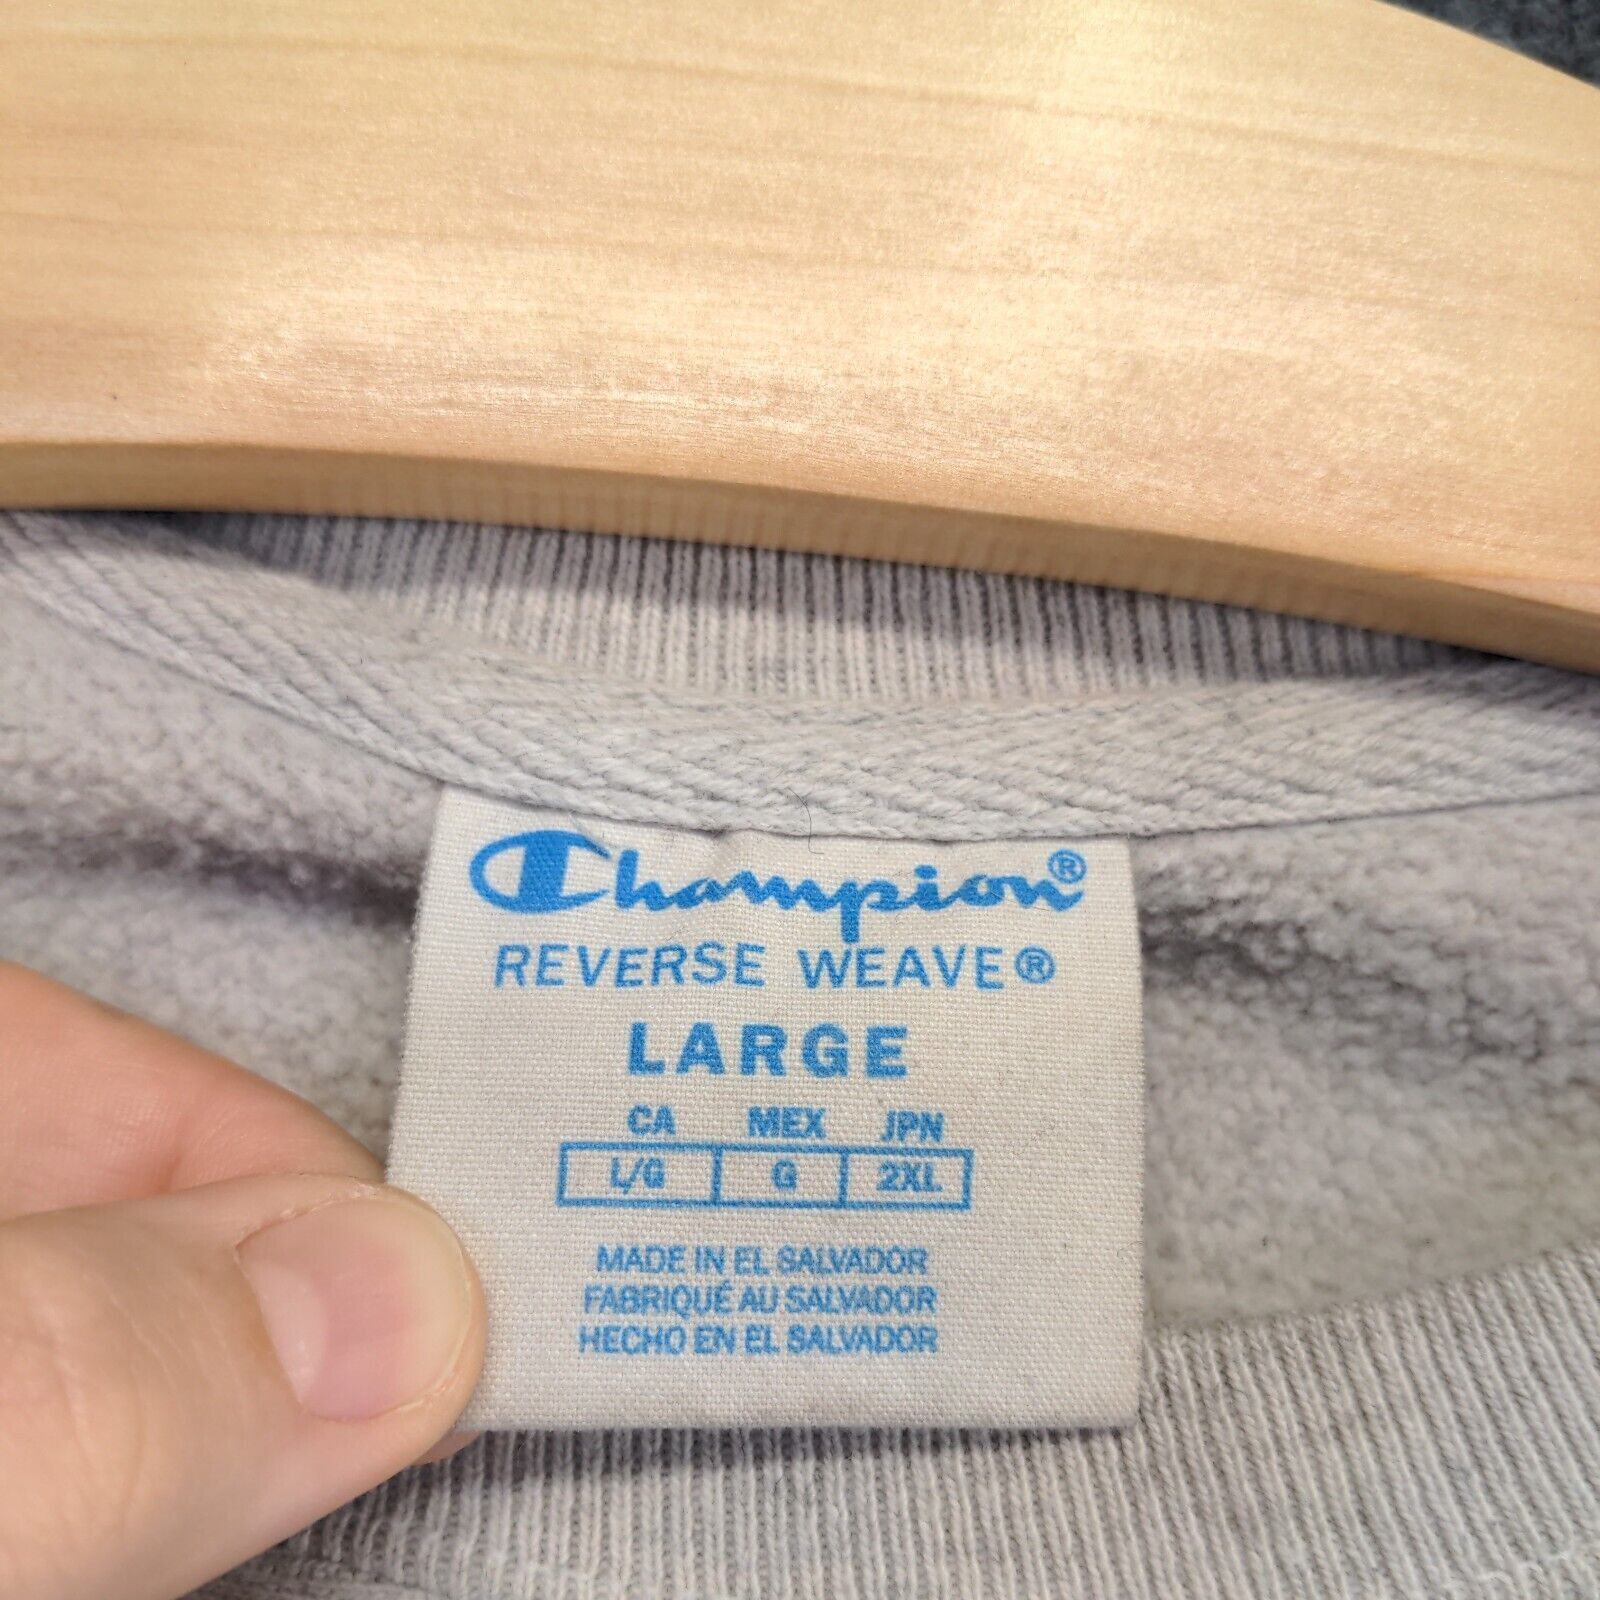 Champion®
REVERSE WEAVE®
LARGE
CA MEX JPN
L/G G 2XL
MADE IN EL SALVADOR
FABRIQUÉ AU SALVADOR
HECHO EN EL SALVADOR